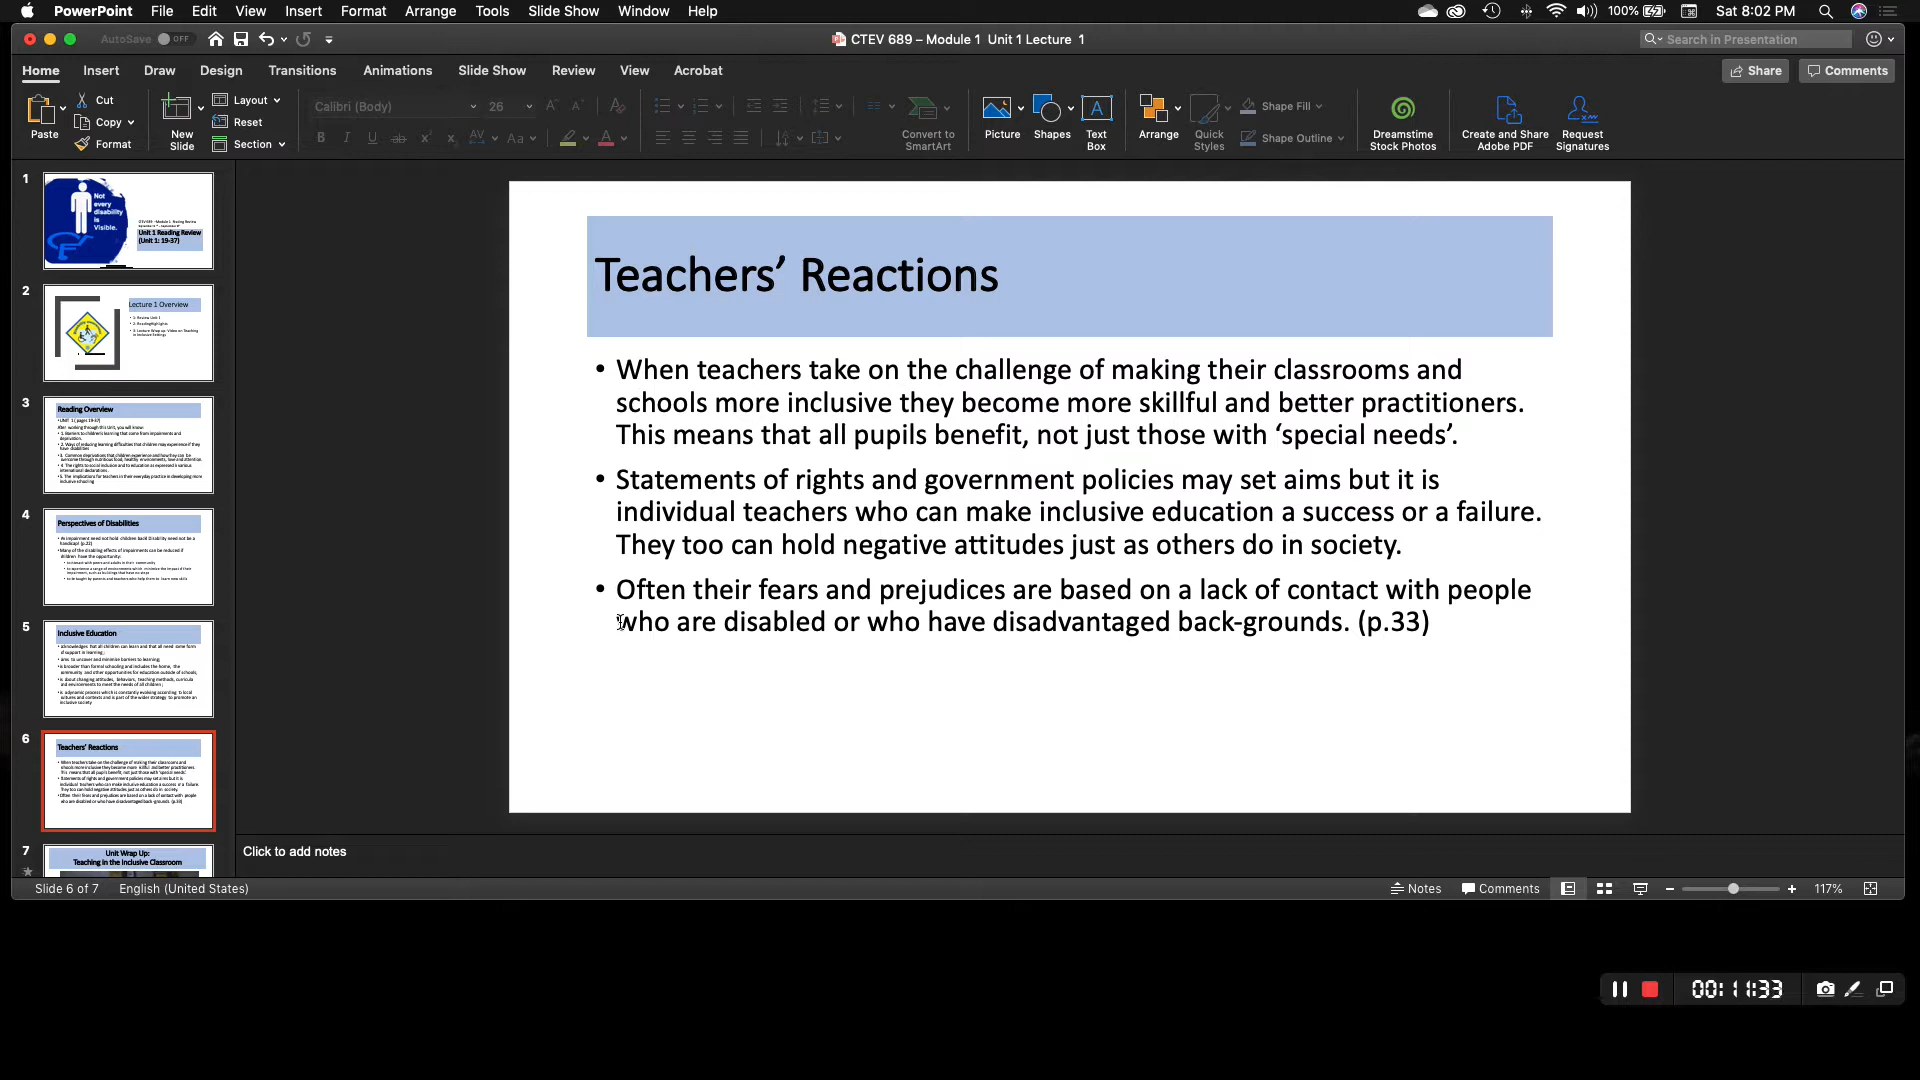 PowerPoint File Edit View Insert Format Arrange Tools Slide Show Window Help 100% Sat 8:02 PM
AutoSave OFF CTEV 689 – Module 1 Unit 1 Lecture 1 Search in Presentation
Home Insert Draw Design Transitions Animations Slide Show Review View Acrobat Share Comments
Paste Cut Copy Format New Slide Layout Reset Section
Calibri (Body) 26
Convert to SmartArt Picture Shapes Text Box Arrange Quick Styles Shape Fill Shape Outline
Dreamstime Stock Photos Create and Share Adobe PDF Request Signatures
1
Not
every
disability
is
Visible.
Unit 1 Reading Review
(Unit 1: 19-37)
2
Lecture 1 Overview
3
Reading Overview
4
Perspectives of Disabilities
5
Inclusive Education
6
Teachers' Reactions
7
Unit Wrap Up:
Teaching in the Inclusive Classroom
Teachers’ Reactions
• When teachers take on the challenge of making their classrooms and
schools more inclusive they become more skillful and better practitioners.
This means that all pupils benefit, not just those with ‘special needs’.
• Statements of rights and government policies may set aims but it is
individual teachers who can make inclusive education a success or a failure.
They too can hold negative attitudes just as others do in society.
• Often their fears and prejudices are based on a lack of contact with people
who are disabled or who have disadvantaged back-grounds. (p.33)
Click to add notes
Slide 6 of 7 English (United States) Notes Comments 117%
00:11:33